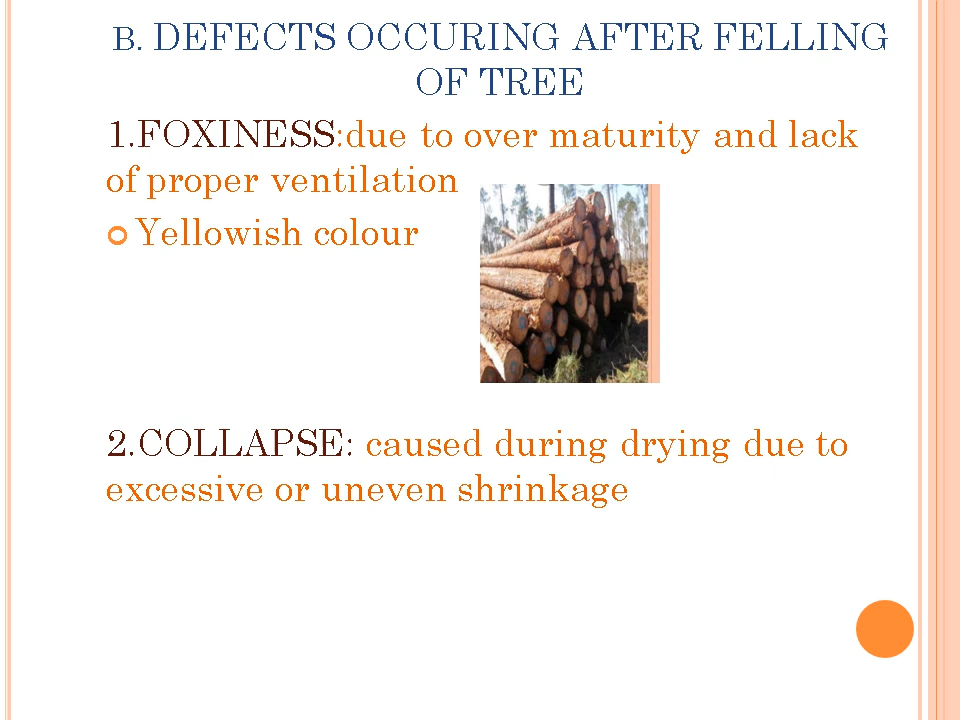 B. DEFECTS OCCURING AFTER FELLING
OF TREE
1.FOXINESS:due to over maturity and lack
of proper ventilation
Yellowish colour
2.COLLAPSE: caused during drying due to
excessive or uneven shrinkage